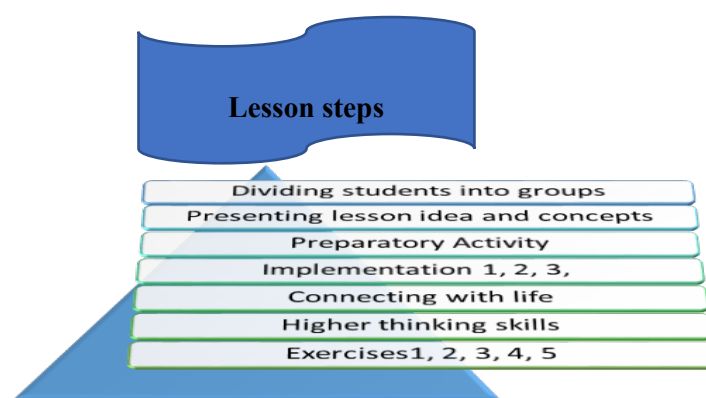 Lesson steps
Dividing students into groups
Presenting lesson idea and concepts
Preparatory Activity
Implementation 1, 2, 3,
Connecting with life
Higher thinking skills
Exercises1, 2, 3, 4, 5